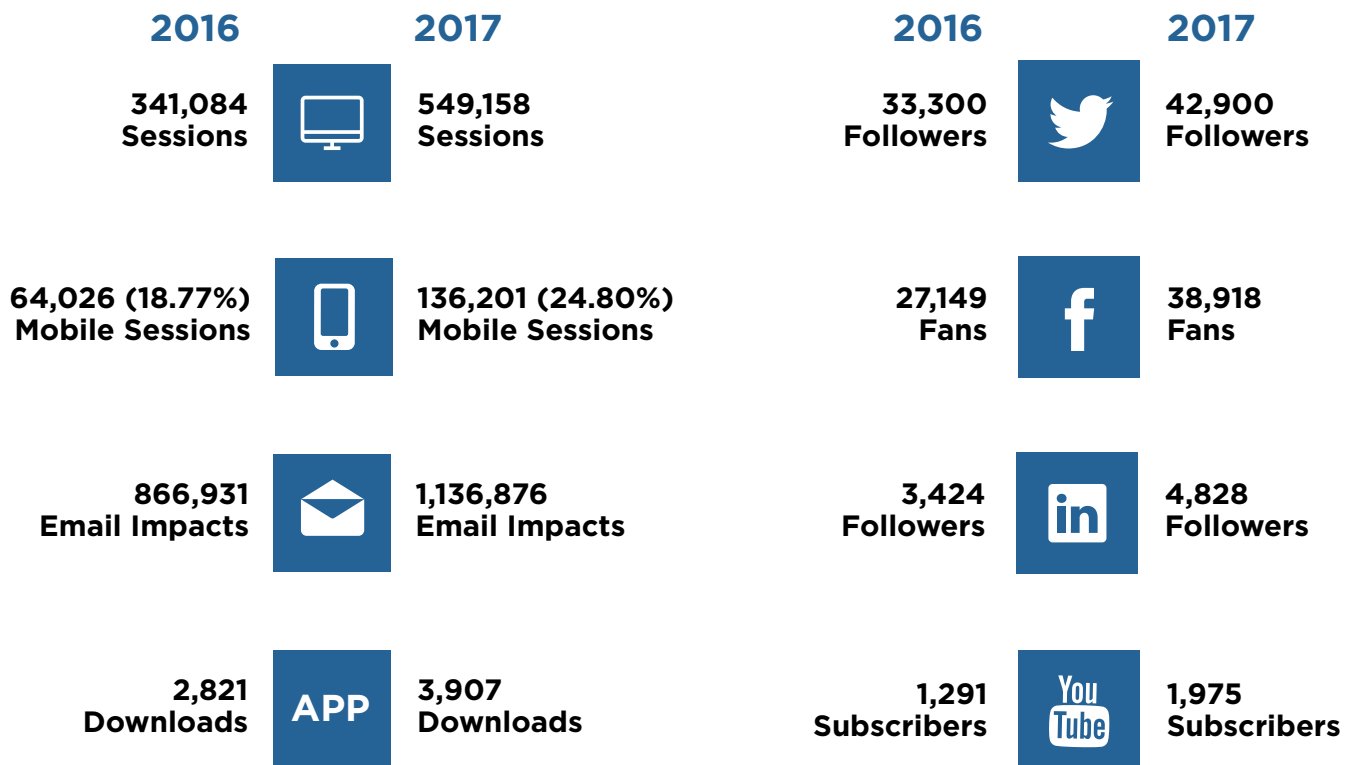 2016 2017
341,084 549,158
Sessions Sessions
64,026 (18.77%) 136,201 (24.80%)
Mobile Sessions Mobile Sessions
866,931 1,136,876
Email Impacts Email Impacts
2,821 APP 3,907
Downloads Downloads
2016 2017
33,300 42,900
Followers Followers
27,149 f 38,918
Fans Fans
3,424 in 4,828
Followers Followers
1,291 You 1,975
Subscribers Tube Subscribers